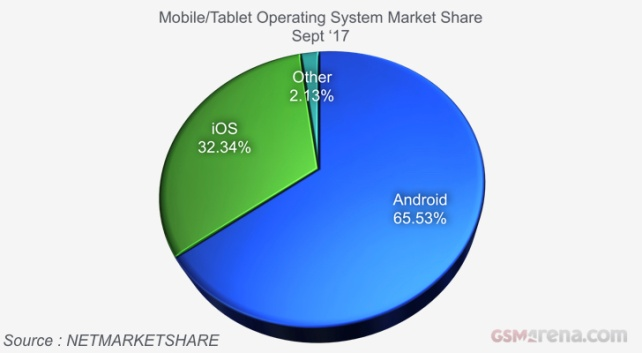 Mobile/Tablet Operating System Market Share
Sept ‘17
Other
2.13%
iOS
32.34%
Android
65.53%
Source : NETMARKETSHARE
GSMarena.com